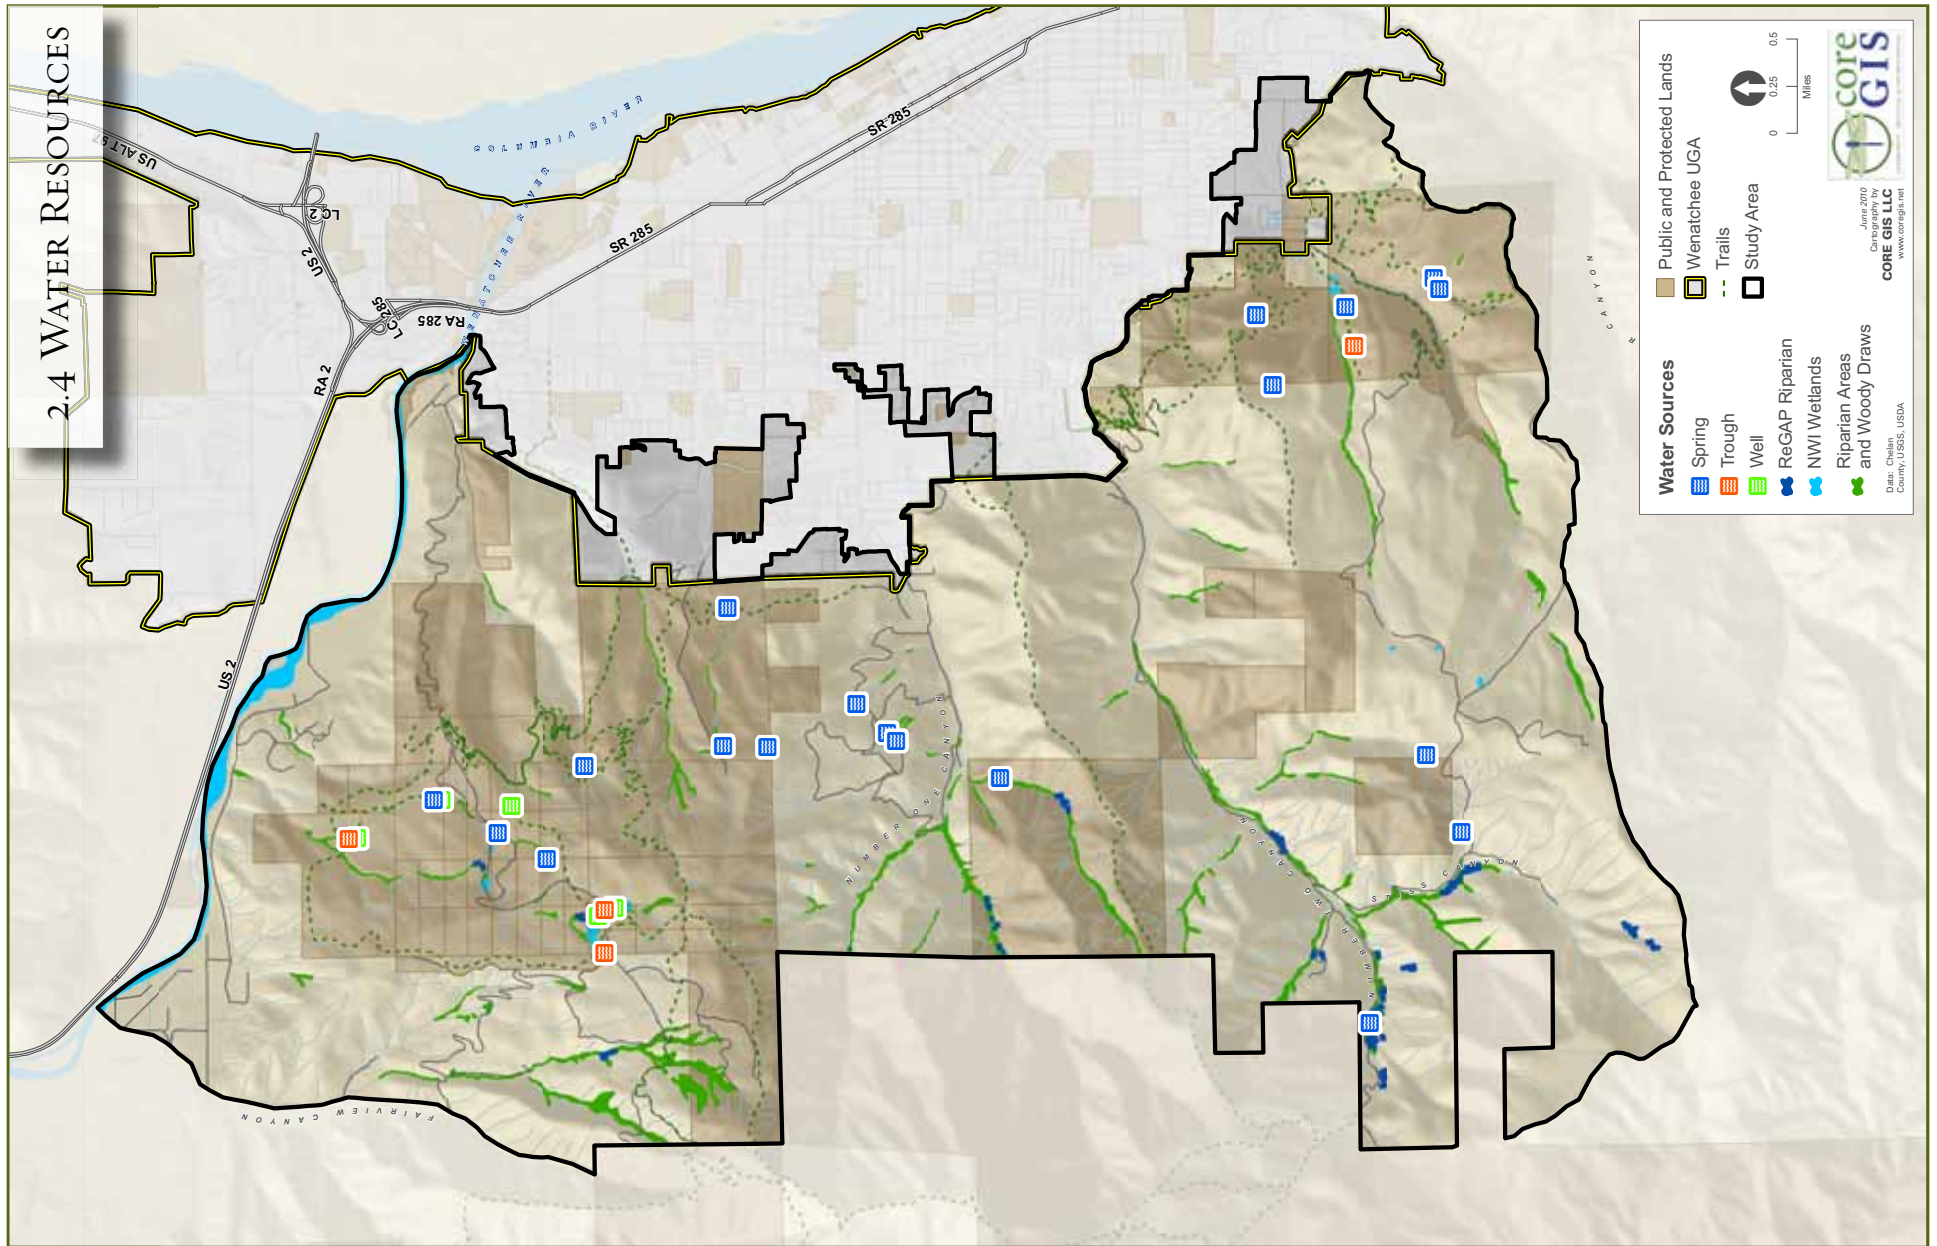 2.4 WATER RESOURCES
US ALT 97
LC 2
US 2
RA 2
LC 285
RA 285
COLUMBIA RIVER
WENATCHEE RIVER
SR 285
SR 285
US 2
NUMBER ONE CANYON
NUMBER TWO CANYON
SISS CANYON
FAIRVIEW CANYON
R CANYON
Water Sources
Spring
Trough
Well
ReGAP Riparian
NWI Wetlands
Riparian Areas
and Woody Draws
Data: Chelan
County, USGS, USDA
Public and Protected Lands
Wenatchee UGA
Trails
Study Area
0 0.25 0.5
Miles
June 2010
Cartography by
CORE GIS LLC
www.coregis.net
core
GIS